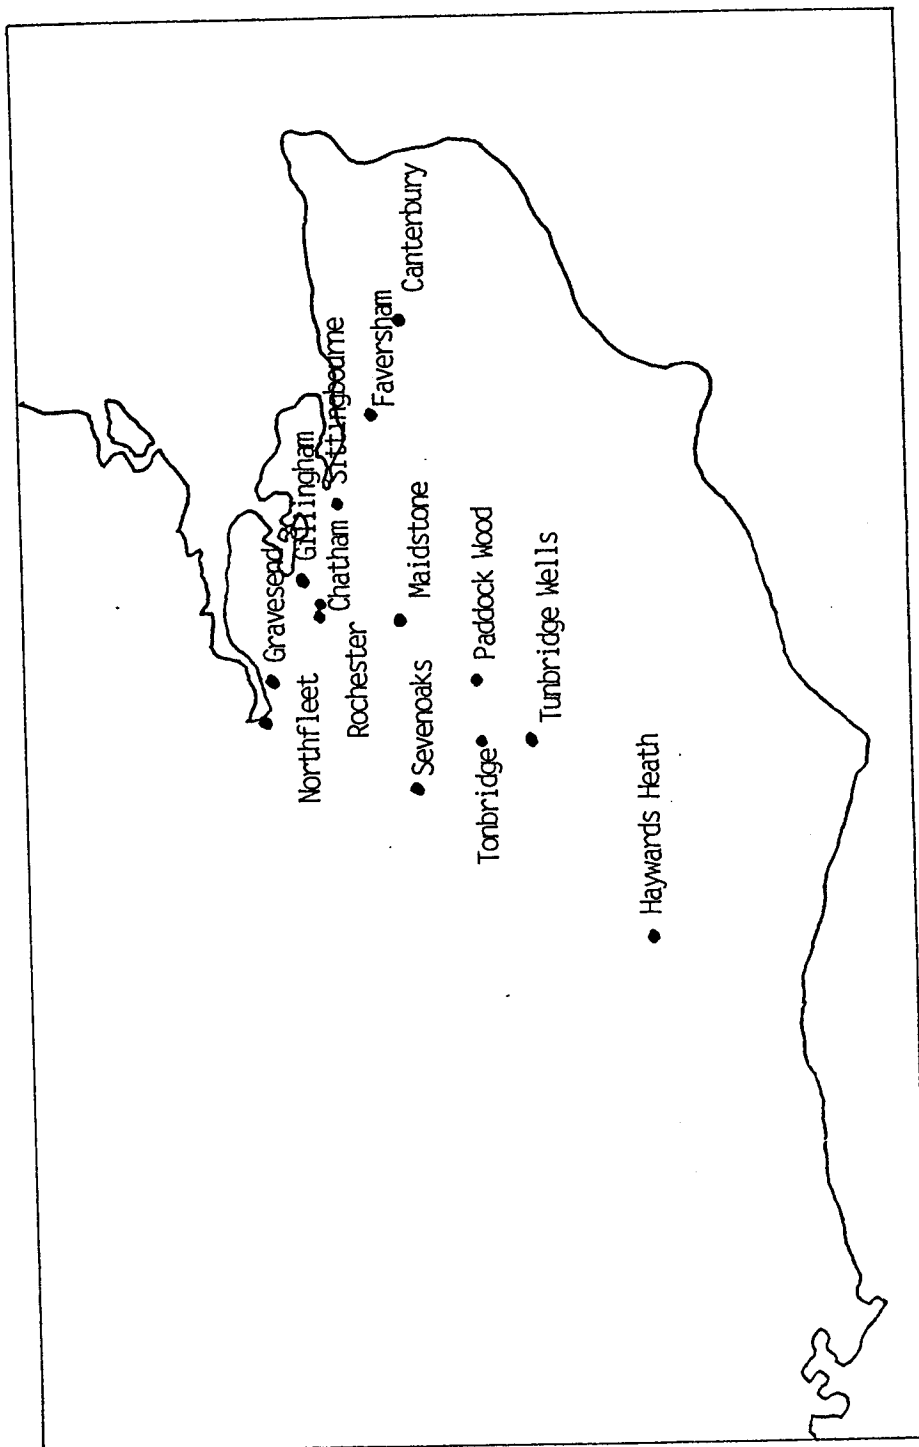 Gravesend
Northfleet
Gillingham
Chatham
Rochester
Sittingbourne
Faversham
Canterbury
Maidstone
Sevenoaks
Paddock Wood
Tonbridge
Tunbridge Wells
Haywards Heath